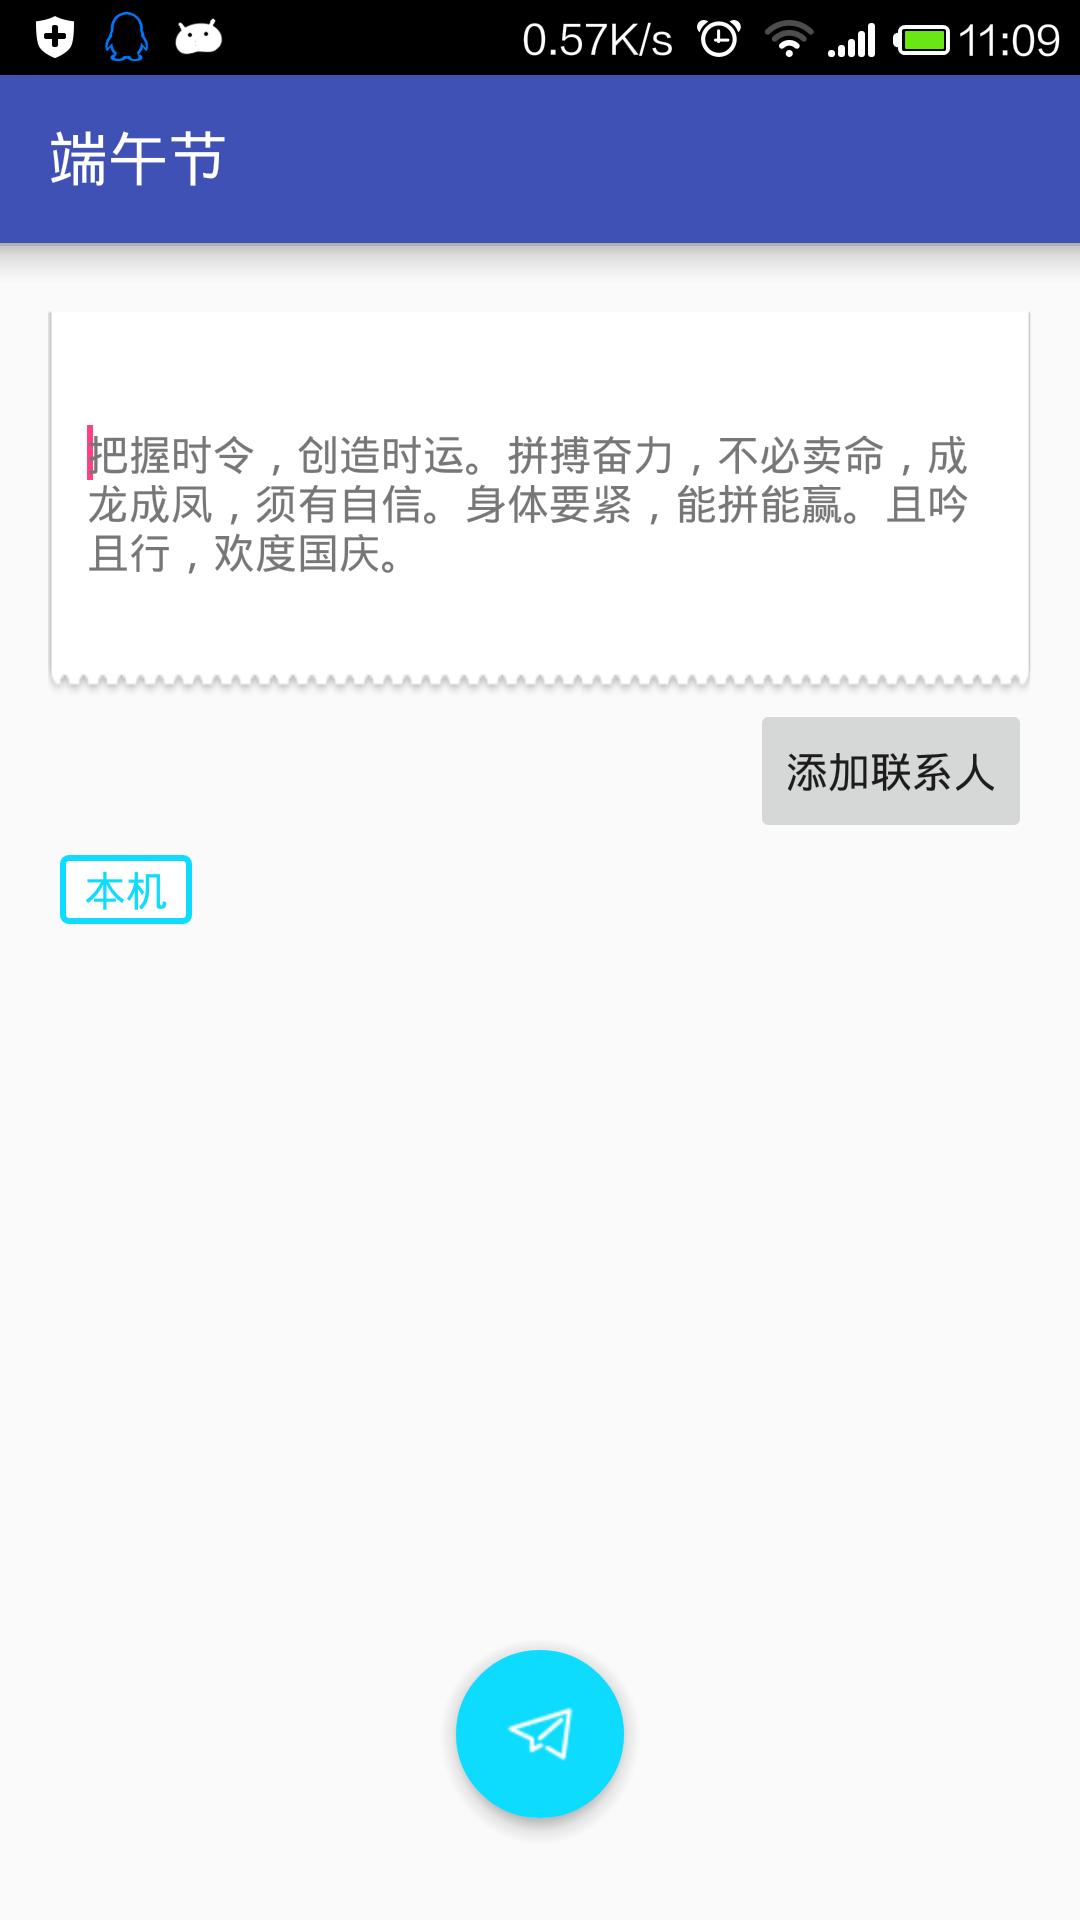 0.57K/s 11:09
端午节
把握时令，创造时运。拼搏奋力，不必卖命，成
龙成凤，须有自信。身体要紧，能拼能赢。且吟
且行，欢度国庆。
添加联系人
本机